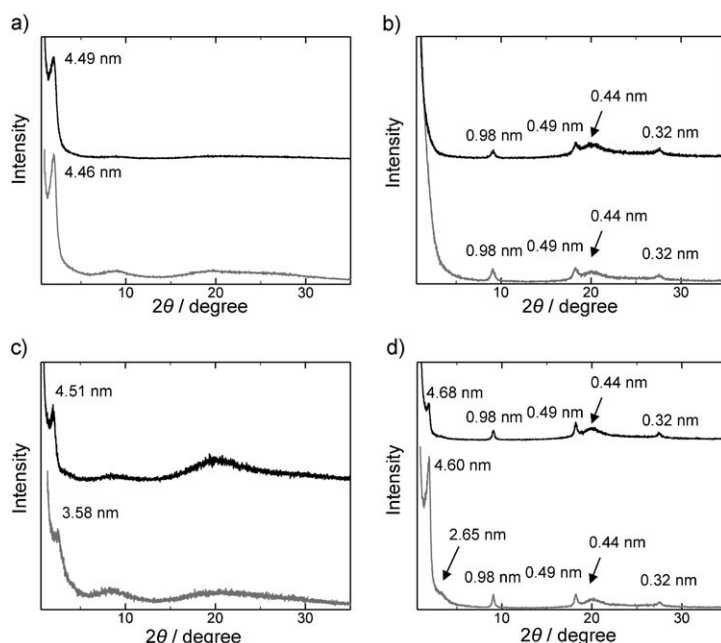 a)
4.49 nm
4.46 nm
Intensity
10
20
30
2θ / degree
b)
0.44 nm
0.98 nm
0.49 nm
0.32 nm
0.44 nm
0.98 nm
0.49 nm
0.32 nm
Intensity
10
20
30
2θ / degree
c)
4.51 nm
3.58 nm
Intensity
10
20
30
2θ / degree
d)
4.68 nm
0.44 nm
0.98 nm
0.49 nm
0.32 nm
4.60 nm
2.65 nm
0.44 nm
0.98 nm
0.49 nm
0.32 nm
Intensity
10
20
30
2θ / degree